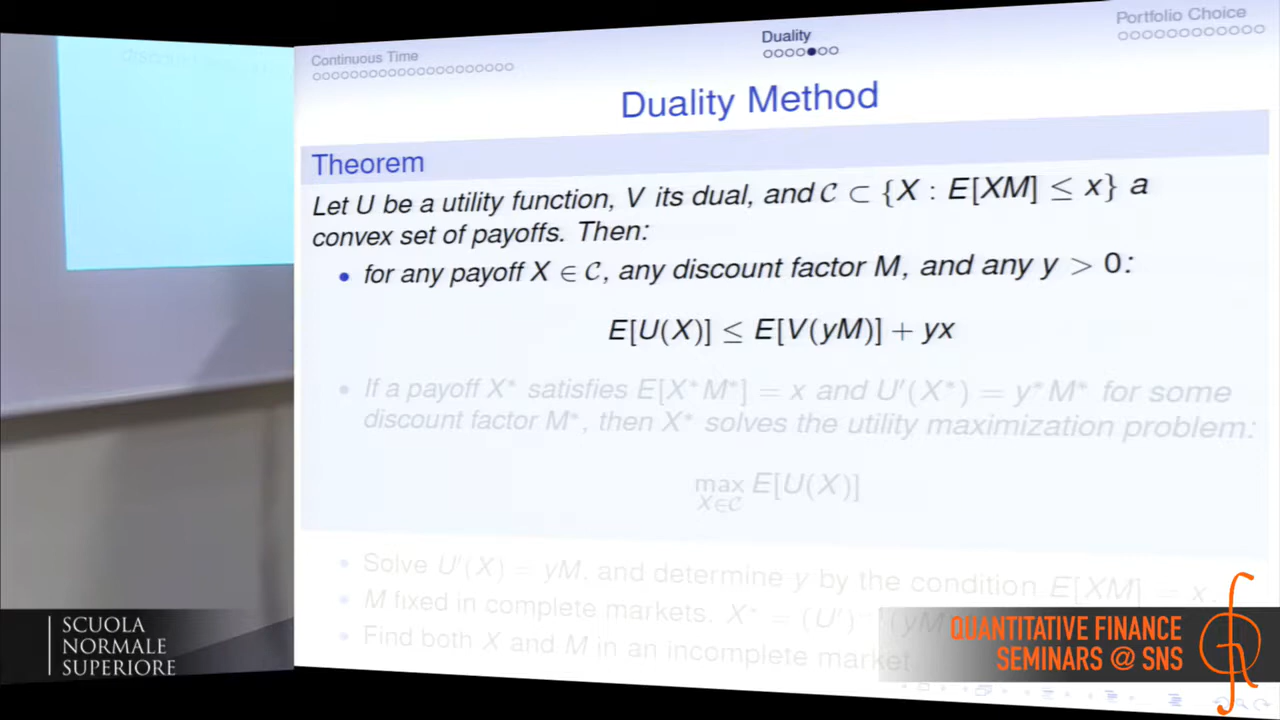 Continuous Time
Duality
Portfolio Choice
Duality Method
Theorem
Let U be a utility function, V its dual, and 𝒞 ⊂ {X : E[XM] ≤ x} a
convex set of payoffs. Then:
• for any payoff X ∈ 𝒞, any discount factor M, and any y > 0:
E[U(X)] ≤ E[V(yM)] + yx
• If a payoff X* satisfies E[X*M*] = x and U′(X*) = y*M* for some
discount factor M*, then X* solves the utility maximization problem:
max E[U(X)]
X∈𝒞
• Solve U′(X) = yM, and determine y by the condition E[XM] = x.
• M fixed in complete markets. X* = (U′)⁻ (yM
• Find both X and M in an incomplete market
SCUOLA
NORMALE
SUPERIORE
QUANTITATIVE FINANCE
SEMINARS @ SNS